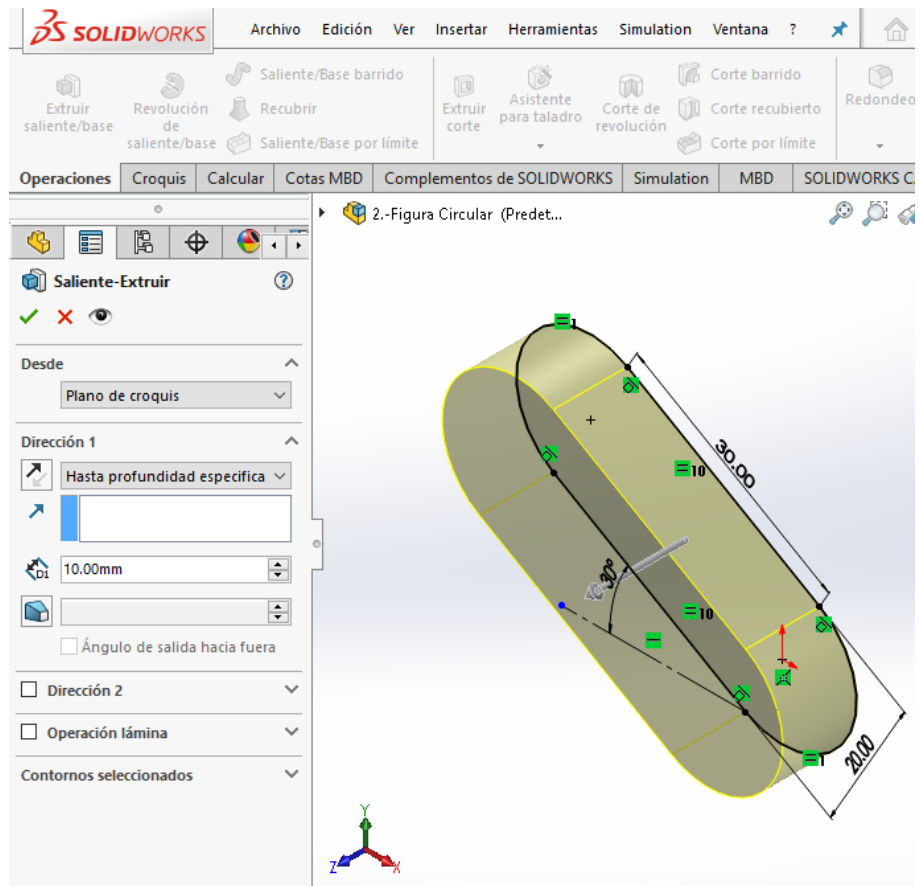 SOLIDWORKS
Archivo Edición Ver Insertar Herramientas Simulation Ventana ?
Extruir saliente/base
Revolución de saliente/base
Saliente/Base barrido
Recubrir
Saliente/Base por límite
Extruir corte
Asistente para taladro
Corte de revolución
Corte barrido
Corte recubierto
Corte por límite
Redondeo
Operaciones Croquis Calcular Cotas MBD Complementos de SOLIDWORKS Simulation MBD SOLIDWORKS C
2.-Figura Circular (Predet...
Saliente-Extruir
Desde
Plano de croquis
Dirección 1
Hasta profundidad especifica
D1
10.00mm
Ángulo de salida hacia fuera
Dirección 2
Operación lámina
Contornos seleccionados
1
30.00
10
30°
10
1
20.00
Y
Z
X